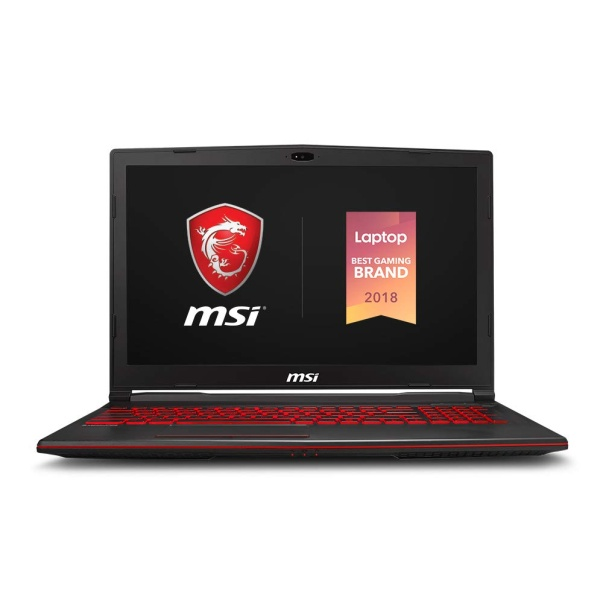 msi
Laptop
BEST GAMING
BRAND
2018
msi